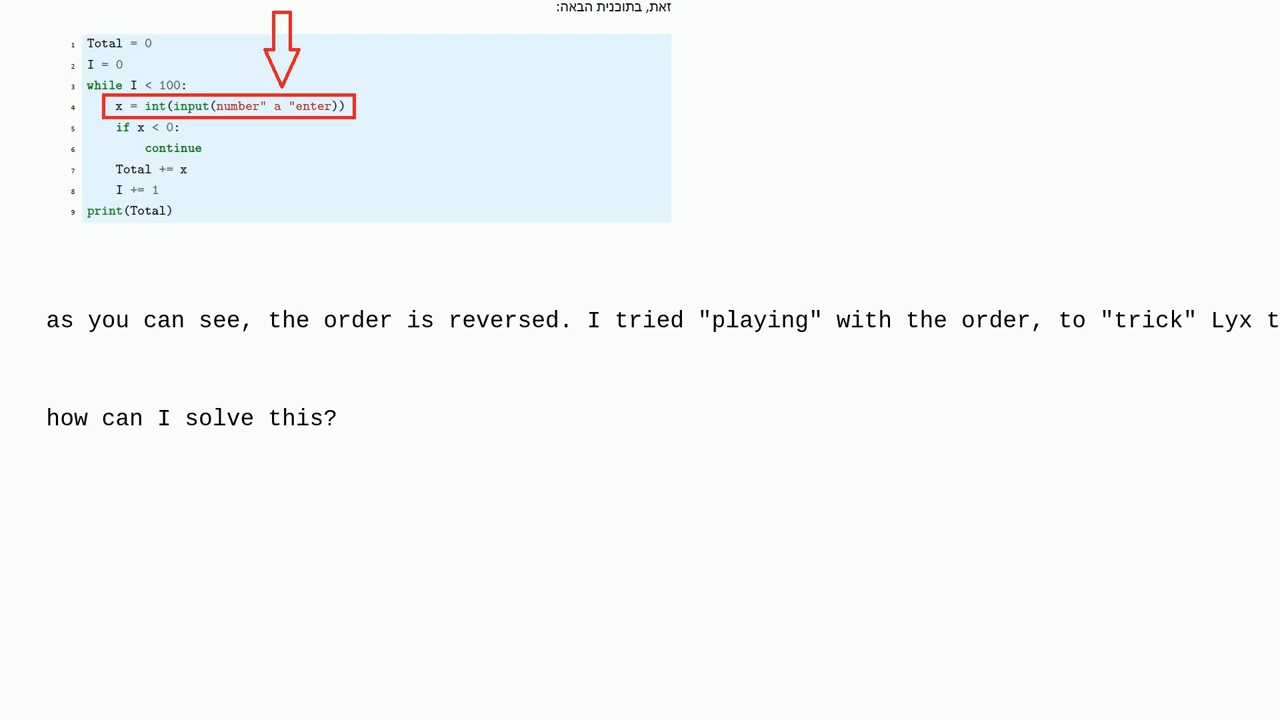 זאת, בתוכנית הבאה:
1 Total = 0
2 I = 0
3 while I < 100:
4 x = int(input(number" a "enter))
5 if x < 0:
6 continue
7 Total += x
8 I += 1
9 print(Total)
as you can see, the order is reversed. I tried "playing" with the order, to "trick" Lyx t
how can I solve this?